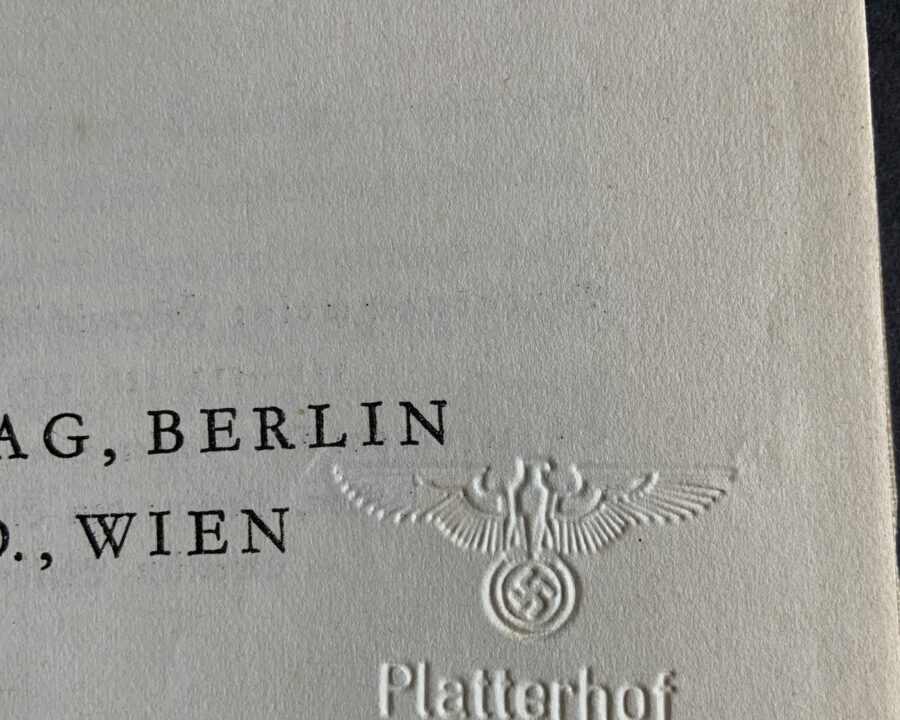 AG, BERLIN
O., WIEN
Platterhof